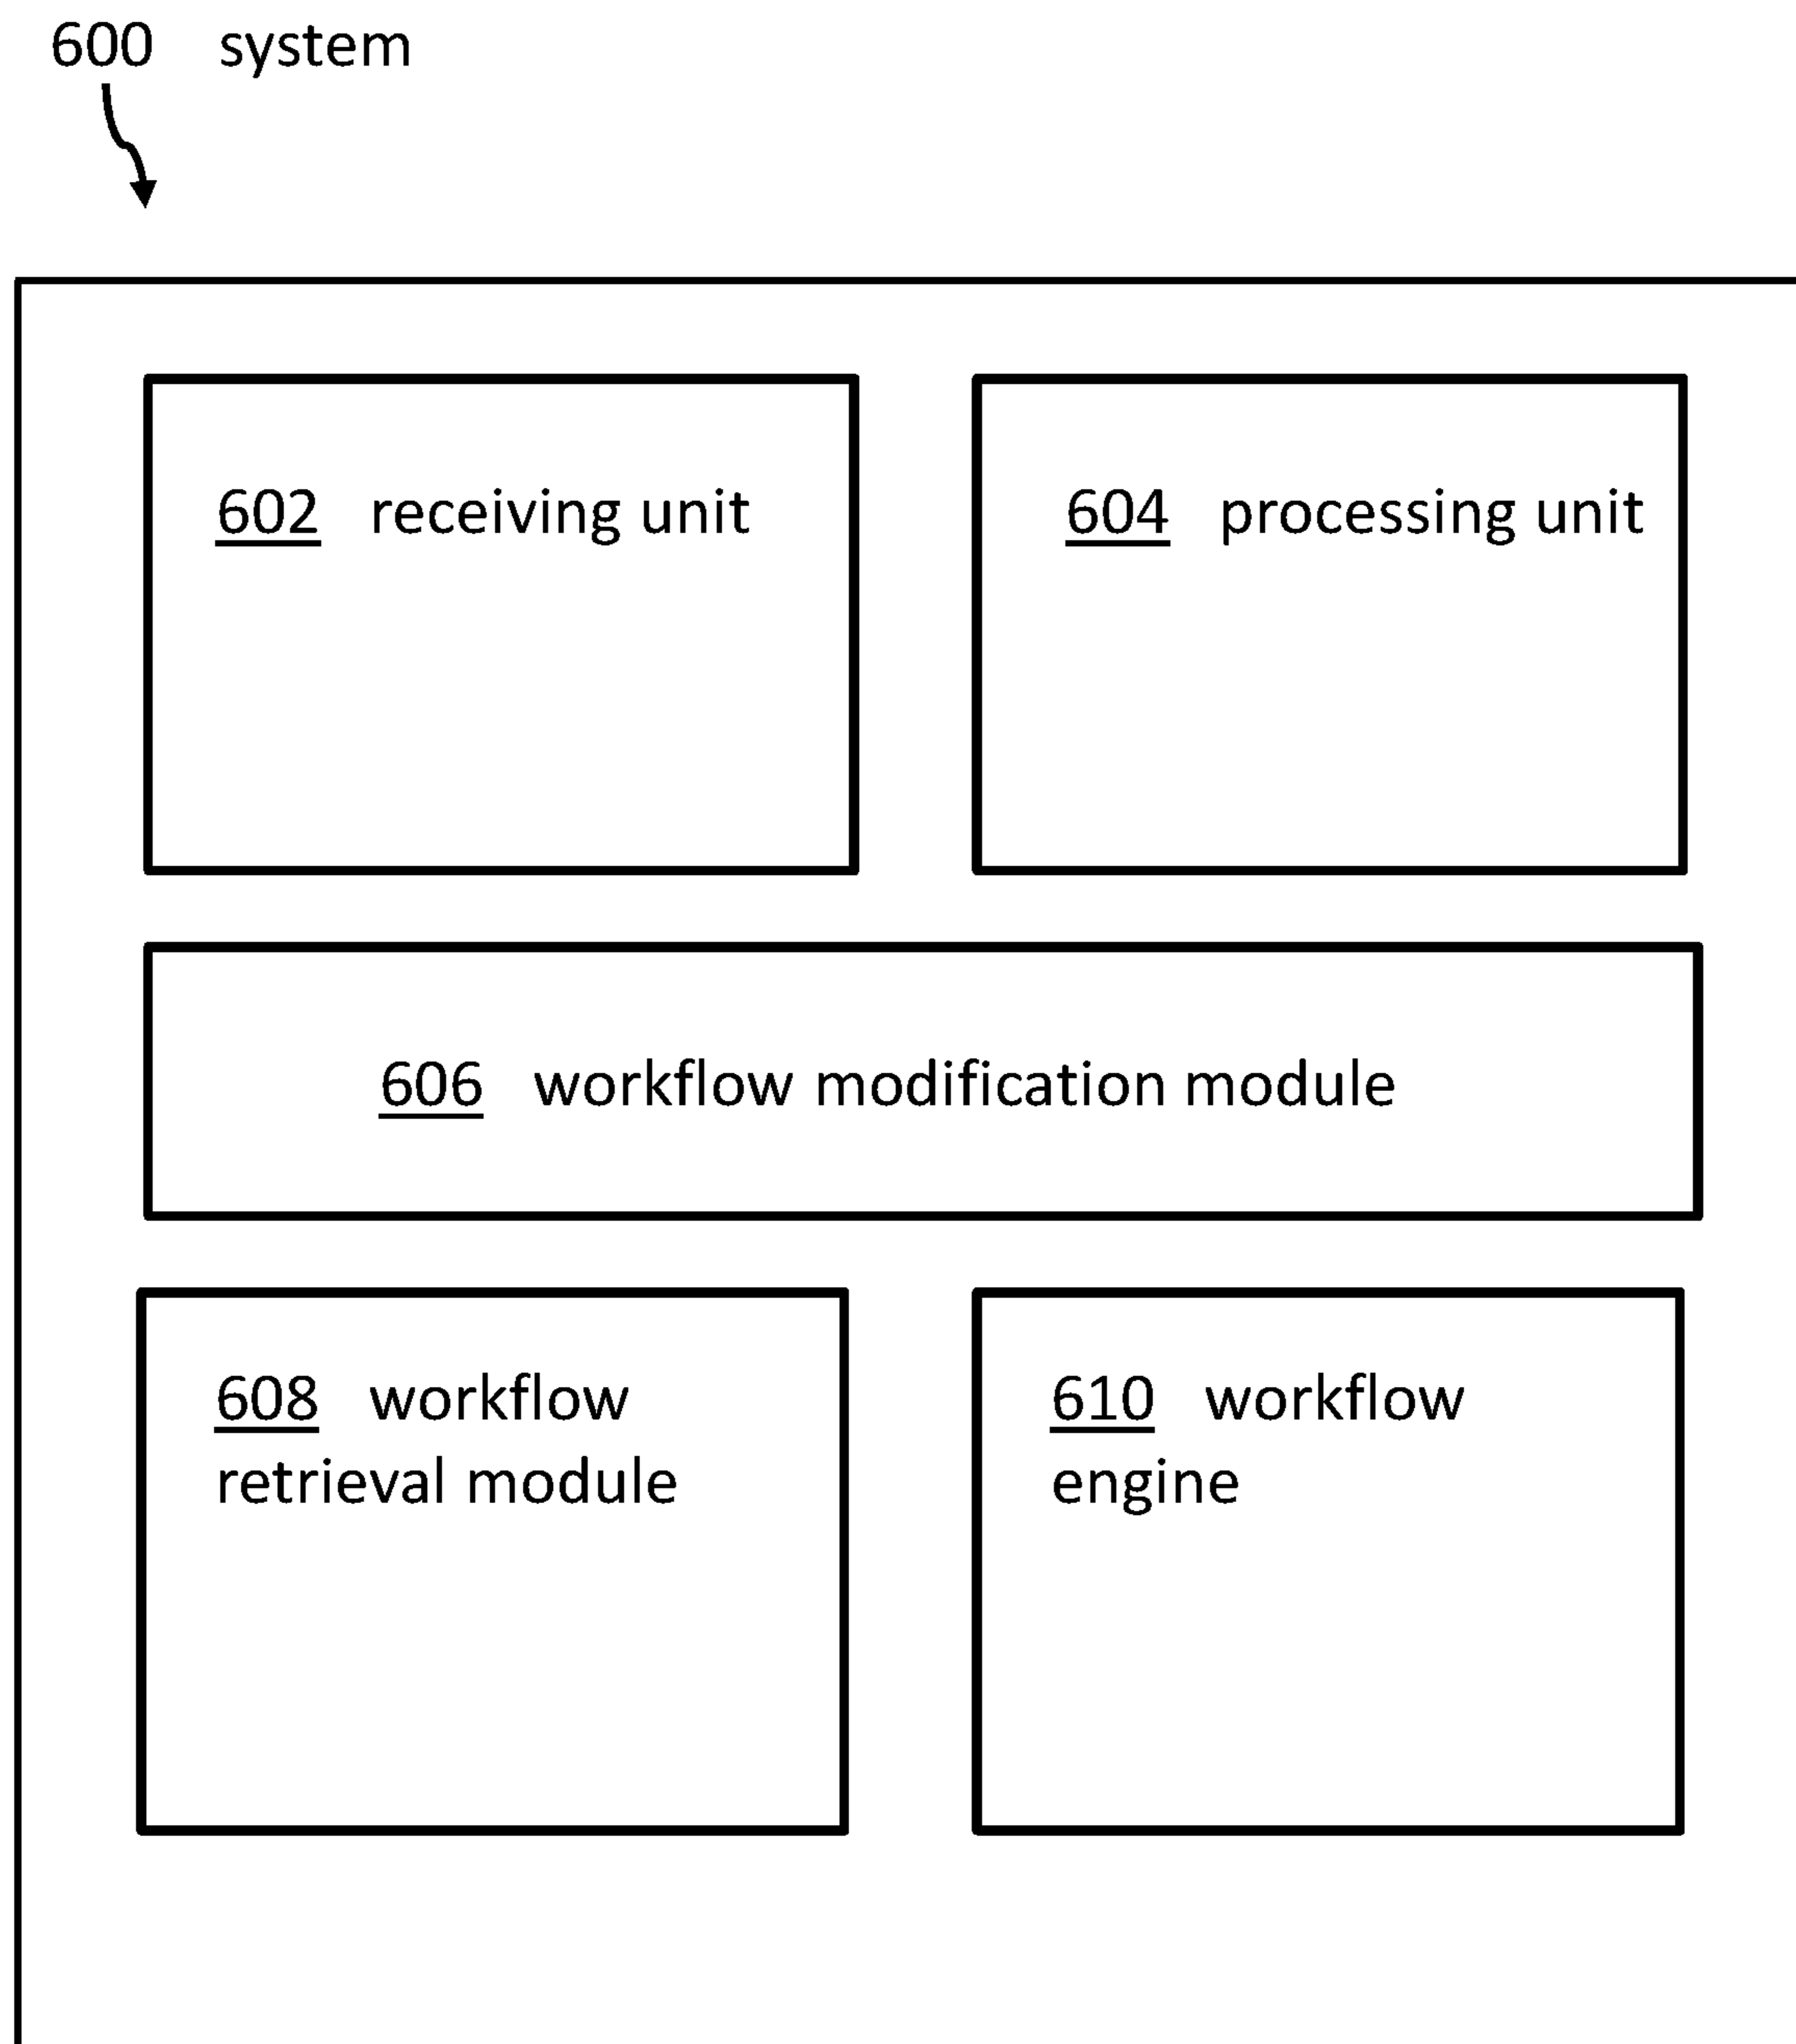 600 system
602 receiving unit
604 processing unit
606 workflow modification module
608 workflow
retrieval module
610 workflow
engine